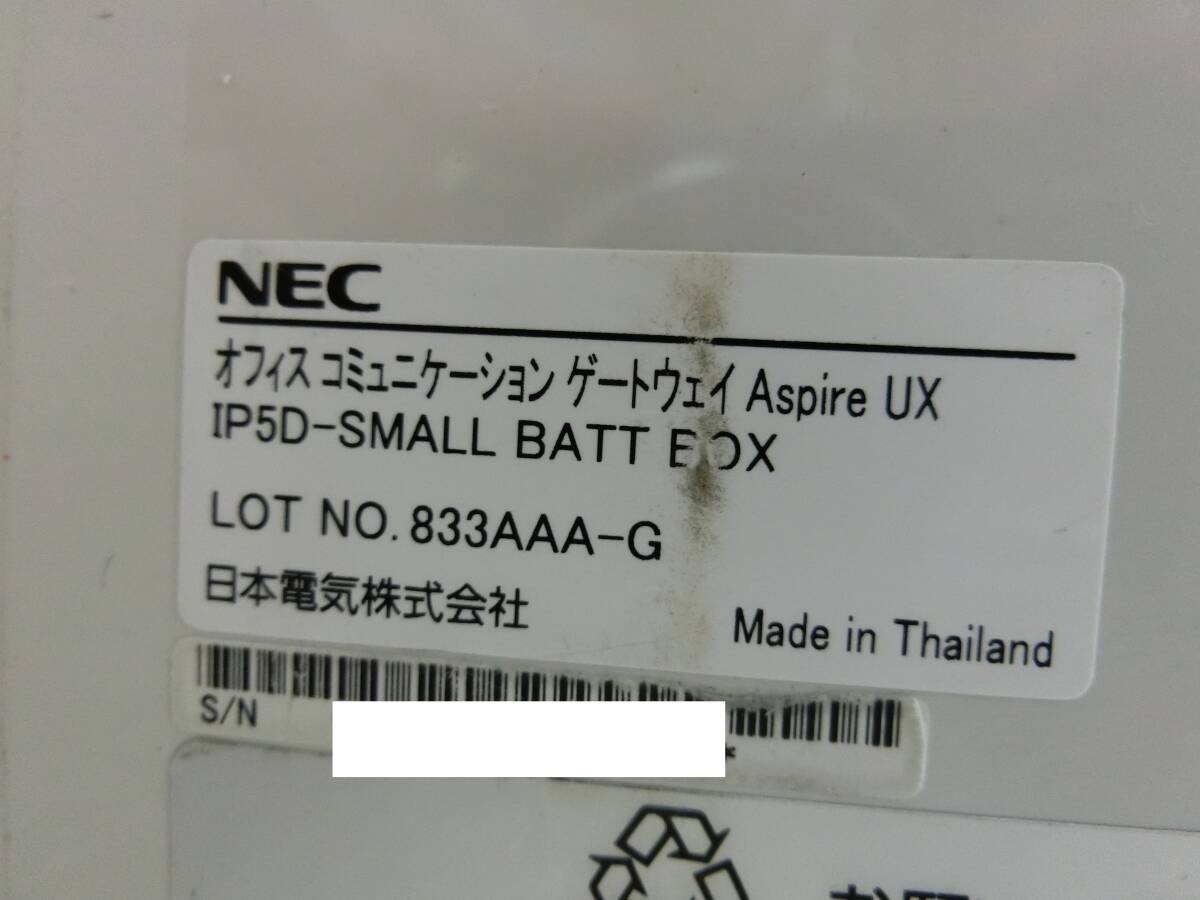 NEC
オフィス コミュニケーション ゲートウェイ Aspire UX
IP5D-SMALL BATT BOX
LOT NO. 833AAA-G
日本電気株式会社
Made in Thailand
S/N